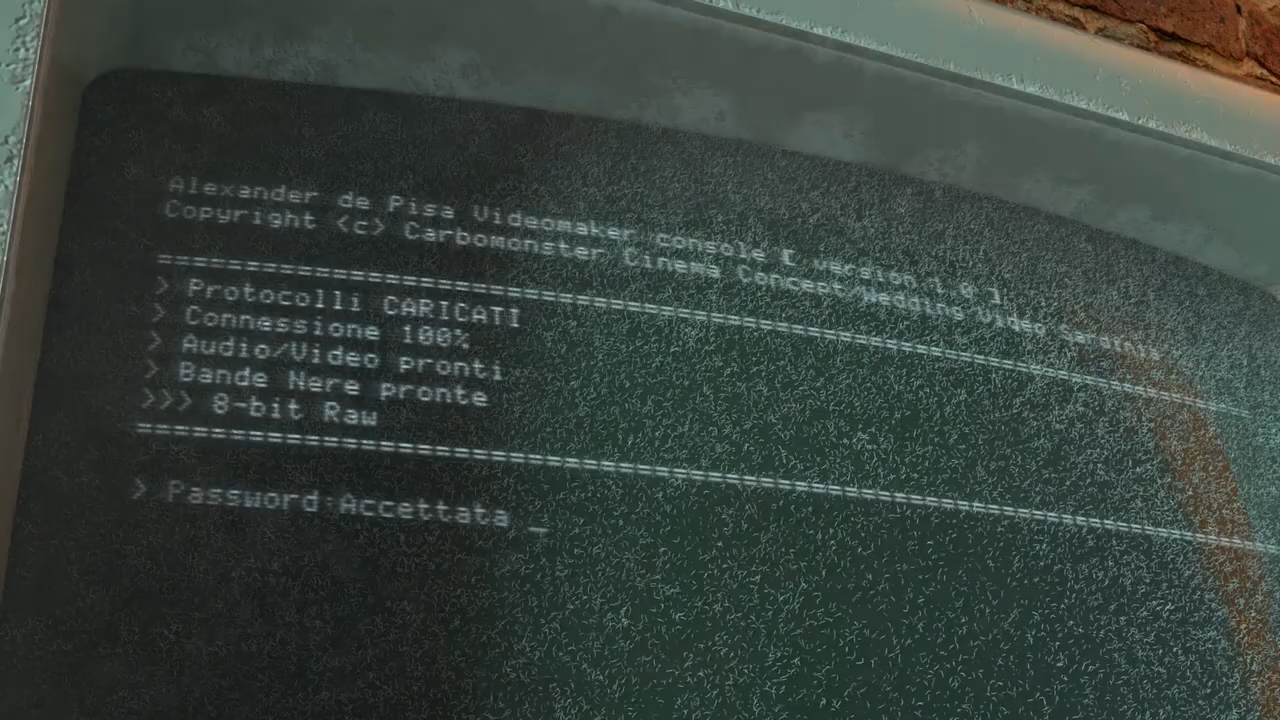 Alexander de Pisa Videomaker console [ version 1.0 ]
Copyright <c> Carbomonster Cinema Concept Wedding Video
==========================================================
> Protocolli CARICATI
> Connessione 100%
> Audio/Video pronti
> Bande Nere pronte
>>> 8-bit Raw
==========================================================
> Password:Accettata _